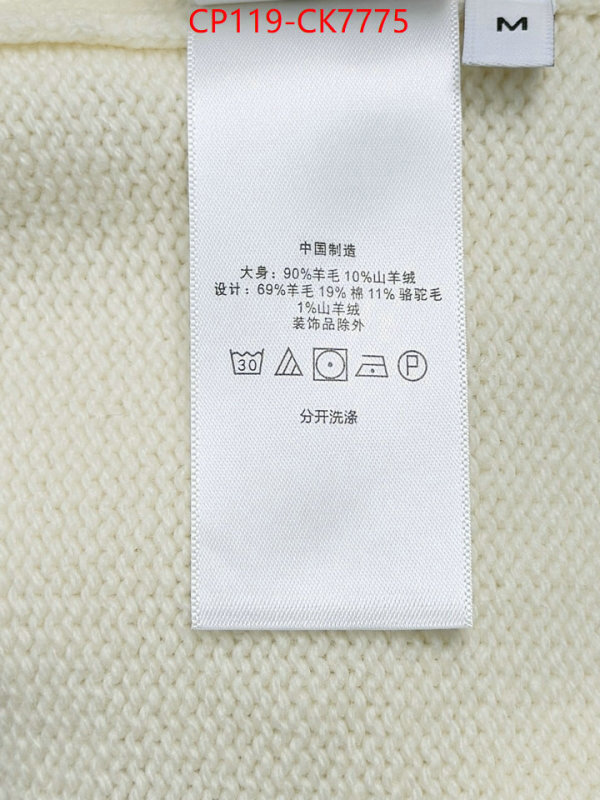 CP119-CK7775
M
中国制造
大身：90%羊毛 10%山羊绒
设计：69%羊毛 19% 棉 11% 骆驼毛
1%山羊绒
装饰品除外
30 P
分开洗涤